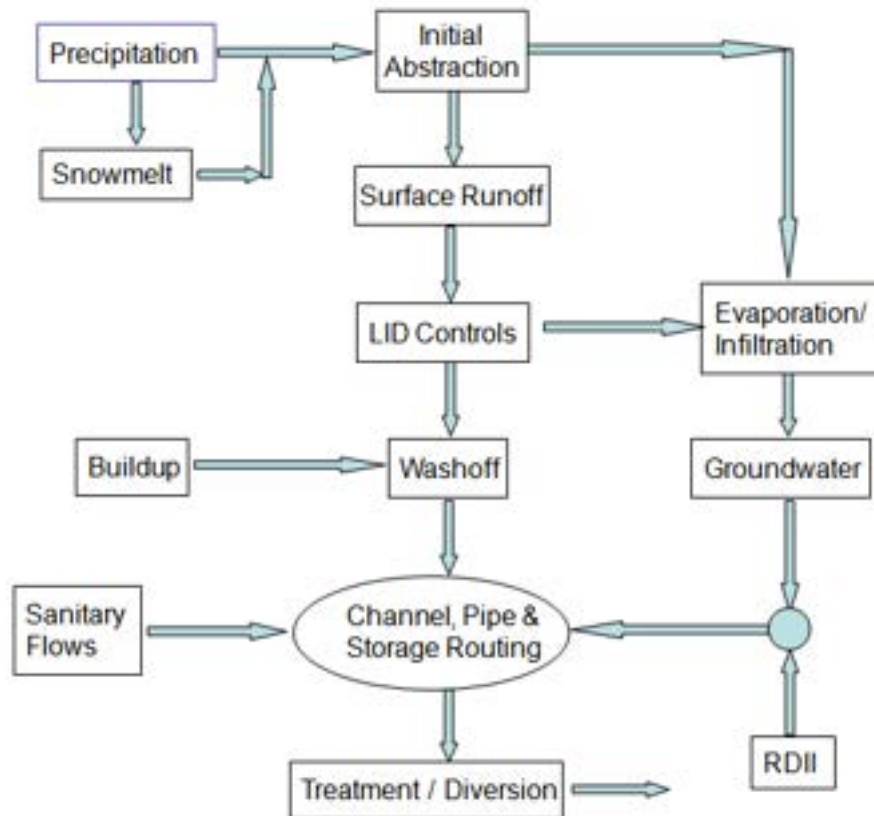 Precipitation
Initial
Abstraction
Snowmelt
Surface Runoff
LID Controls
Evaporation/
Infiltration
Buildup
Washoff
Groundwater
Sanitary
Flows
Channel, Pipe &
Storage Routing
RDII
Treatment / Diversion